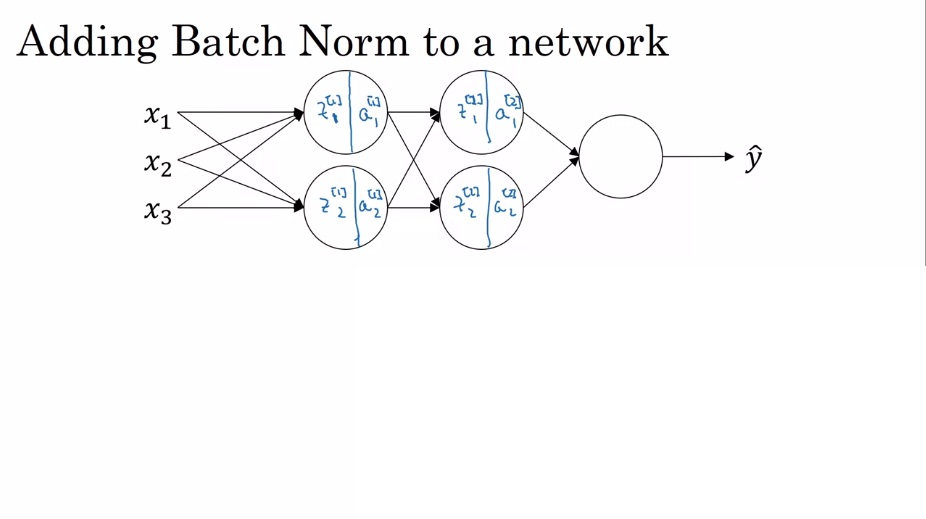 Adding Batch Norm to a network
x₁
x₂
x₃
z₁^[1] a₁^[1]
z₂^[1] a₂^[1]
z₁^[2] a₁^[2]
z₂^[2] a₂^[2]
ŷ